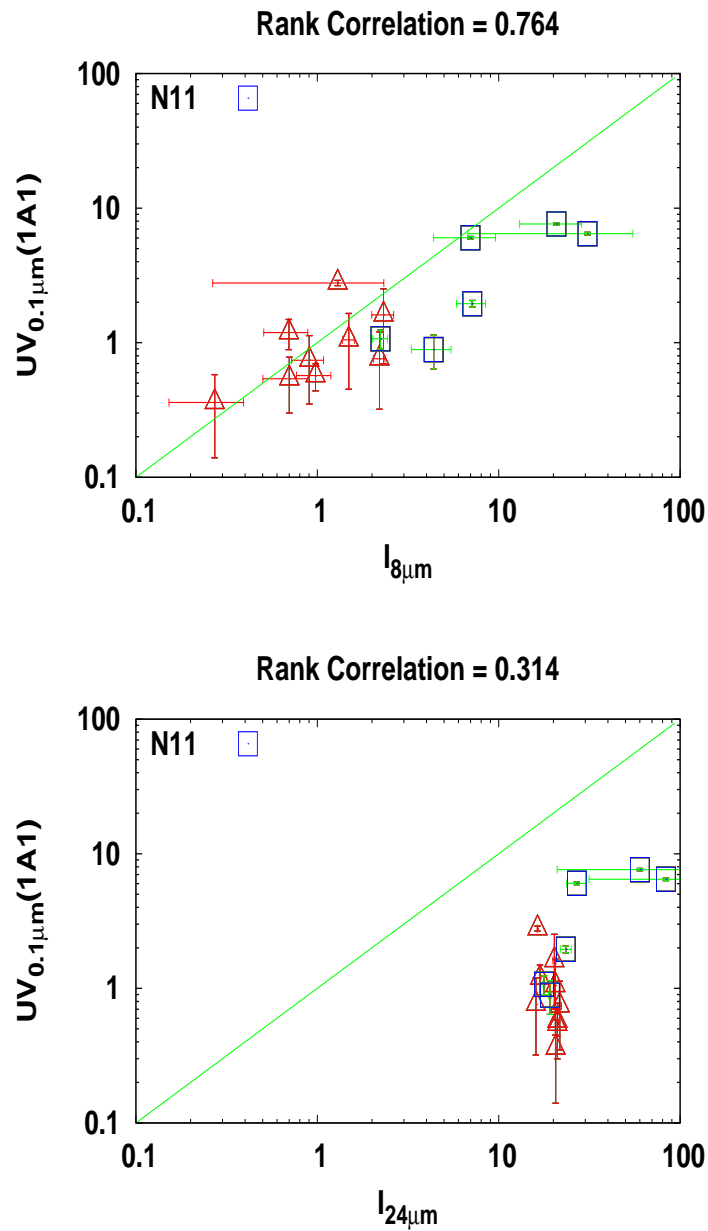 Rank Correlation = 0.764
100
N11
10
UV0.1μm(1A1)
1
0.1
0.1 1 10 100
I8μm
Rank Correlation = 0.314
100
N11
10
UV0.1μm(1A1)
1
0.1
0.1 1 10 100
I24μm